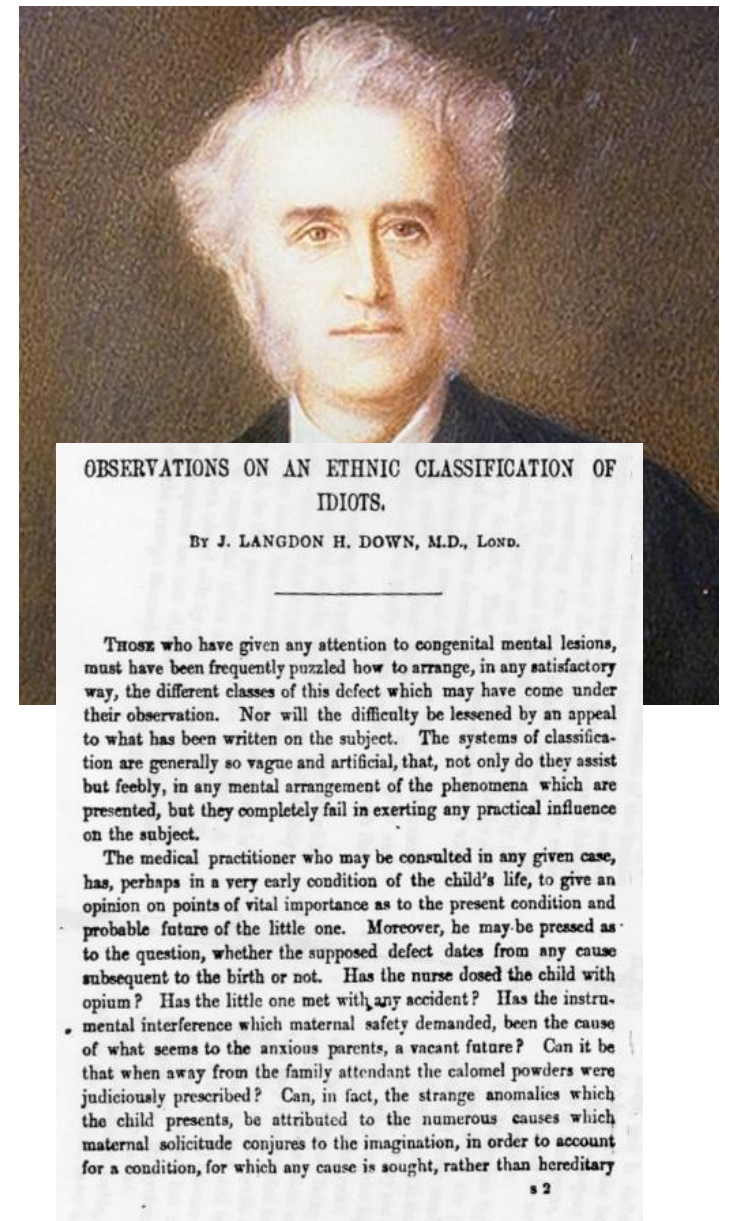 OBSERVATIONS ON AN ETHNIC CLASSIFICATION OF
IDIOTS.
BY J. LANGDON H. DOWN, M.D., LOND.
THOSE who have given any attention to congenital mental lesions,
must have been frequently puzzled how to arrange, in any satisfactory
way, the different classes of this defect which may have come under
their observation. Nor will the difficulty be lessened by an appeal
to what has been written on the subject. The systems of classifica-
tion are generally so vague and artificial, that, not only do they assist
but feebly, in any mental arrangement of the phenomena which are
presented, but they completely fail in exerting any practical influence
on the subject.
The medical practitioner who may be consulted in any given case,
has, perhaps in a very early condition of the child's life, to give an
opinion on points of vital importance as to the present condition and
probable future of the little one. Moreover, he may be pressed as
to the question, whether the supposed defect dates from any cause
subsequent to the birth or not. Has the nurse dosed the child with
opium? Has the little one met with any accident? Has the instru-
mental interference which maternal safety demanded, been the cause
of what seems to the anxious parents, a vacant future? Can it be
that when away from the family attendant the calomel powders were
judiciously prescribed? Can, in fact, the strange anomalies which
the child presents, be attributed to the numerous causes which
maternal solicitude conjures to the imagination, in order to account
for a condition, for which any cause is sought, rather than hereditary
s 2